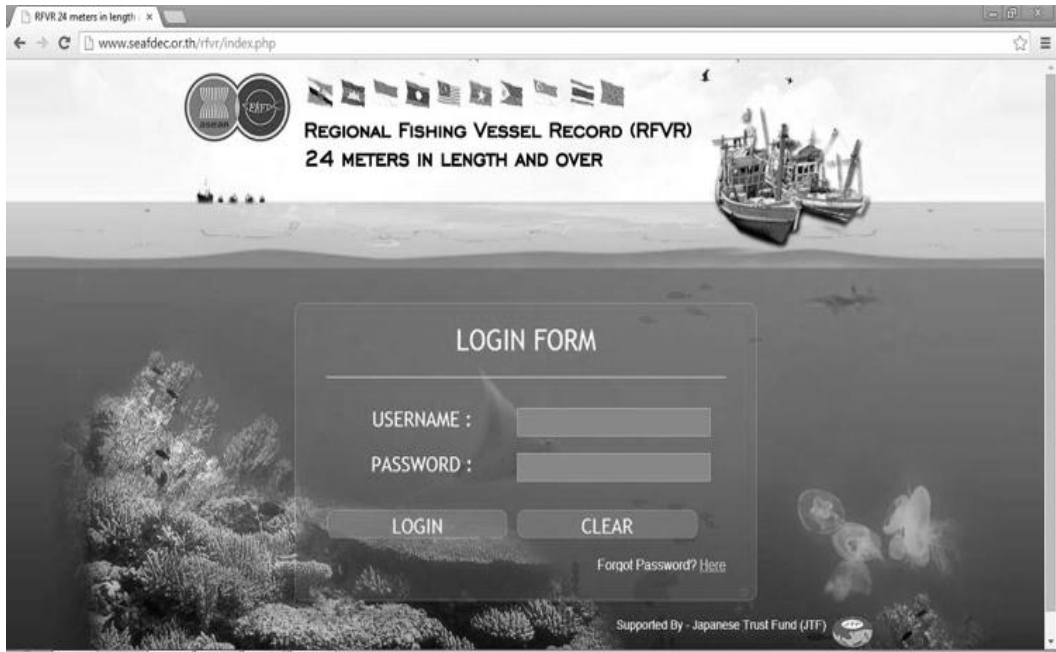 RFVR 24 meters in length
www.seafdec.or.th/rfvr/index.php
asean
REGIONAL FISHING VESSEL RECORD (RFVR)
24 METERS IN LENGTH AND OVER
LOGIN FORM
USERNAME :
PASSWORD :
LOGIN CLEAR
Forgot Password? Here
Supported By - Japanese Trust Fund (JTF)